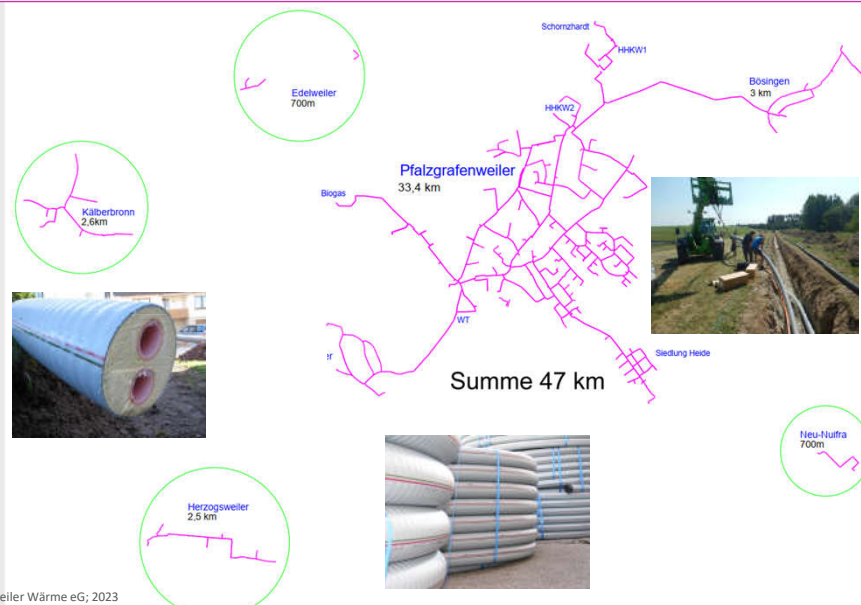 Schornzhardt
HHKW1
Edelweiler
700m
Bösingen
3 km
HHKW2
Pfalzgrafenweiler
33,4 km
Biogas
Kälberbronn
2,6km
WT
er
Siedlung Heide
Summe 47 km
Neu-Nuifra
700m
Herzogsweiler
2,5 km
eiler Wärme eG; 2023